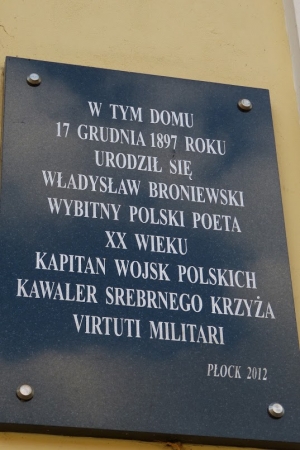 W TYM DOMU
17 GRUDNIA 1897 ROKU
URODZIŁ SIĘ
WŁADYSŁAW BRONIEWSKI
WYBITNY POLSKI POETA
XX WIEKU
KAPITAN WOJSK POLSKICH
KAWALER SREBRNEGO KRZYŻA
VIRTUTI MILITARI
PŁOCK 2012